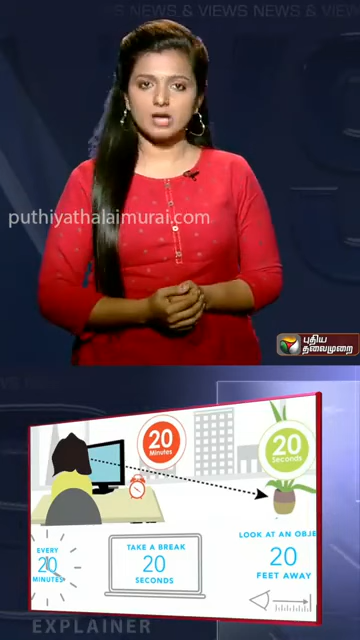 NEWS & VIEWS NEWS & VIEWS
puthiyathalaimurai.com
புதிய
தலைமுறை
20
Minutes
20
Seconds
EVERY
20
MINUTES
TAKE A BREAK
20
SECONDS
LOOK AT AN OBJE
20
FEET AWAY
EXPLAINER